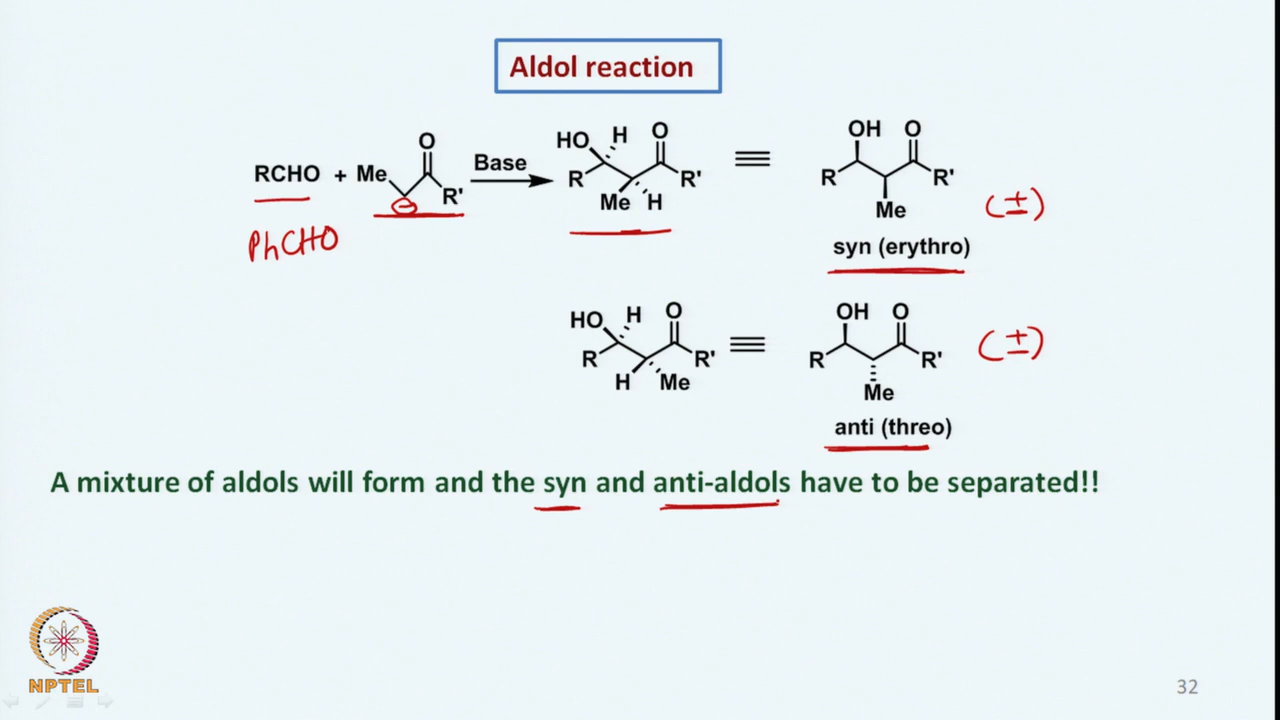 Aldol reaction
RCHO + Me O R' ⊖
Base
HO H O R R' Me H
≡
OH O R R' Me
(±)
PhCHO
syn (erythro)
HO H O R R' H Me
≡
OH O R R' Me
(±)
anti (threo)
A mixture of aldols will form and the syn and anti-aldols have to be separated!!
NPTEL
32